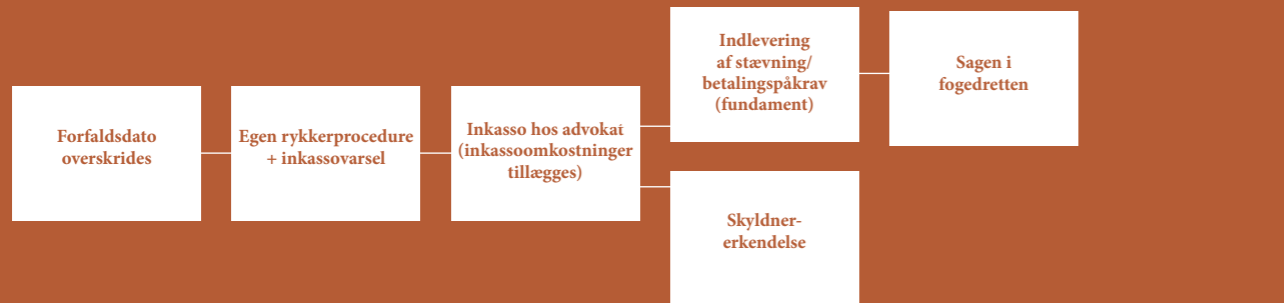 Forfaldsdato
overskrides
Egen rykkerprocedure
+ inkassovarsel
Inkasso hos advokat
(inkassoomkostninger
tillægges)
Indlevering
af stævning/
betalingspåkrav
(fundament)
Sagen i
fogedretten
Skyldner-
erkendelse